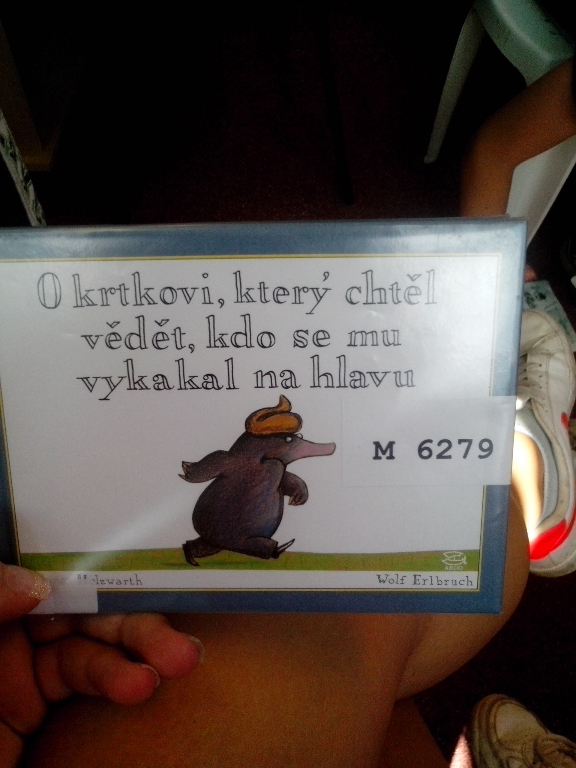 O krtkovi, který chtěl
vědět, kdo se mu
vykakal na hlavu
M 6279
Wolf Erlbruch